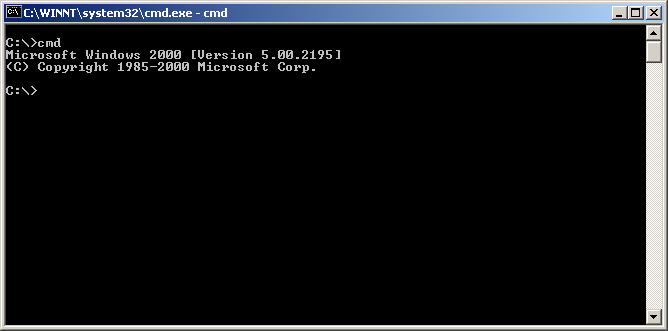 C:\WINNT\system32\cmd.exe - cmd
C:\>cmd
Microsoft Windows 2000 [Version 5.00.2195]
(C) Copyright 1985-2000 Microsoft Corp.
C:\>